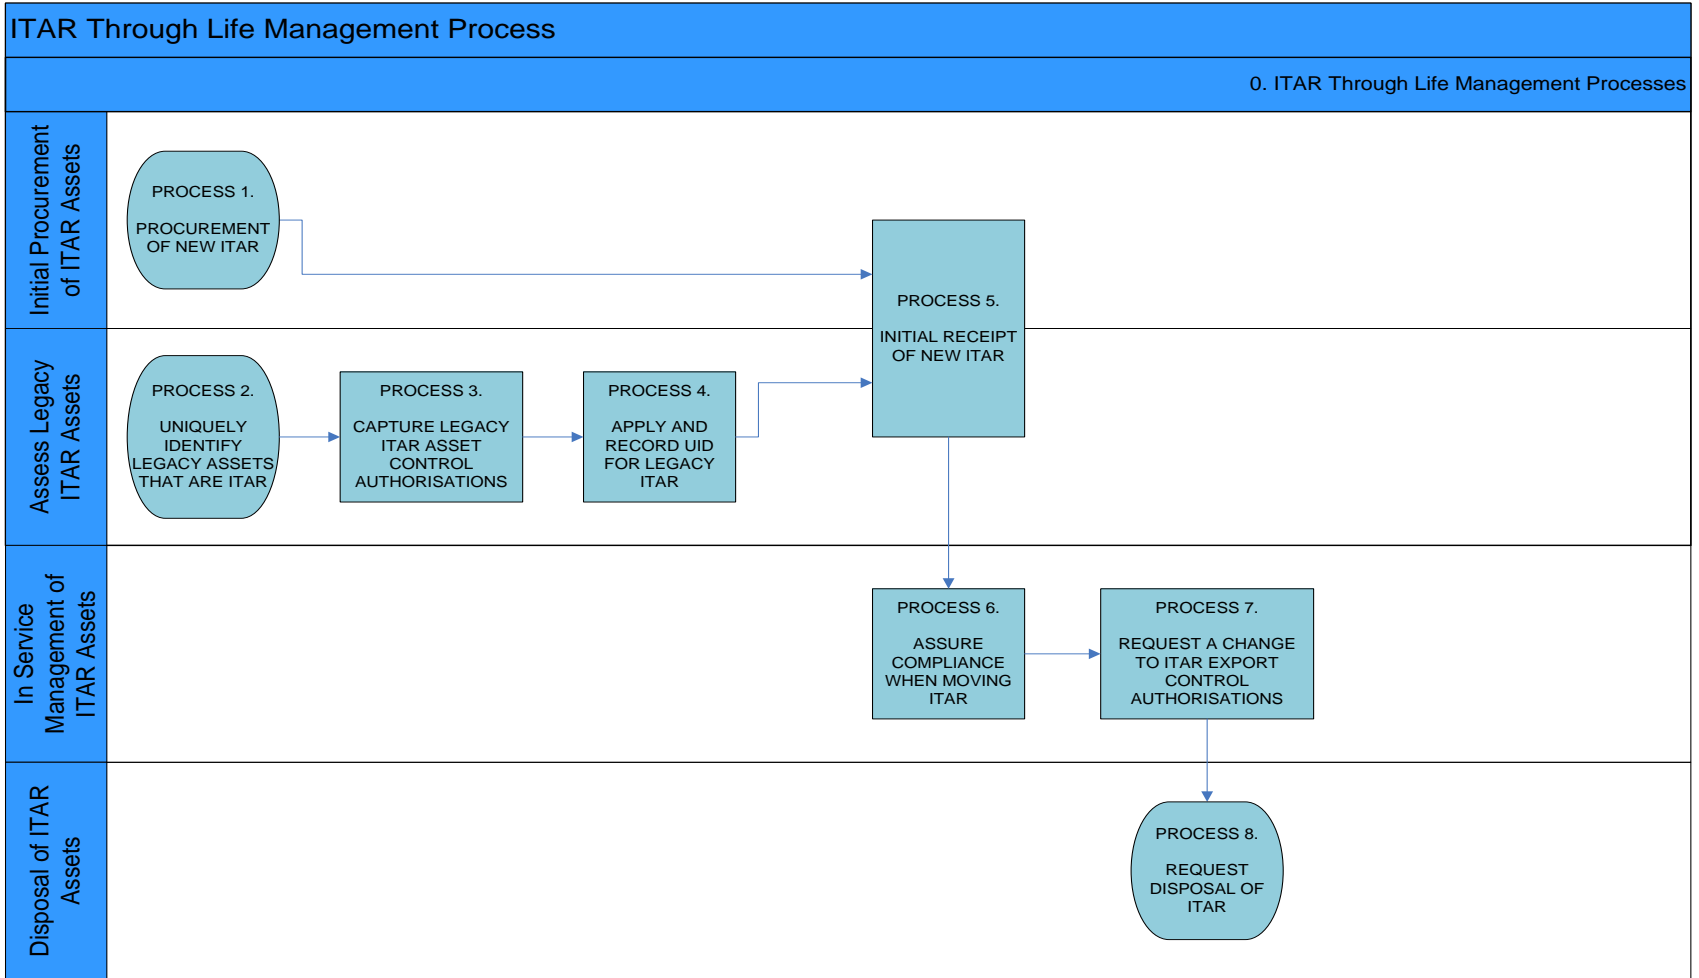 ITAR Through Life Management Process
0. ITAR Through Life Management Processes
Initial Procurement
of ITAR Assets
PROCESS 1.
PROCUREMENT
OF NEW ITAR
PROCESS 5.
INITIAL RECEIPT
OF NEW ITAR
Assess Legacy
ITAR Assets
PROCESS 2.
UNIQUELY
IDENTIFY
LEGACY ASSETS
THAT ARE ITAR
PROCESS 3.
CAPTURE LEGACY
ITAR ASSET
CONTROL
AUTHORISATIONS
PROCESS 4.
APPLY AND
RECORD UID
FOR LEGACY
ITAR
In Service
Management of
ITAR Assets
PROCESS 6.
ASSURE
COMPLIANCE
WHEN MOVING
ITAR
PROCESS 7.
REQUEST A CHANGE
TO ITAR EXPORT
CONTROL
AUTHORISATIONS
Disposal of ITAR
Assets
PROCESS 8.
REQUEST
DISPOSAL OF
ITAR